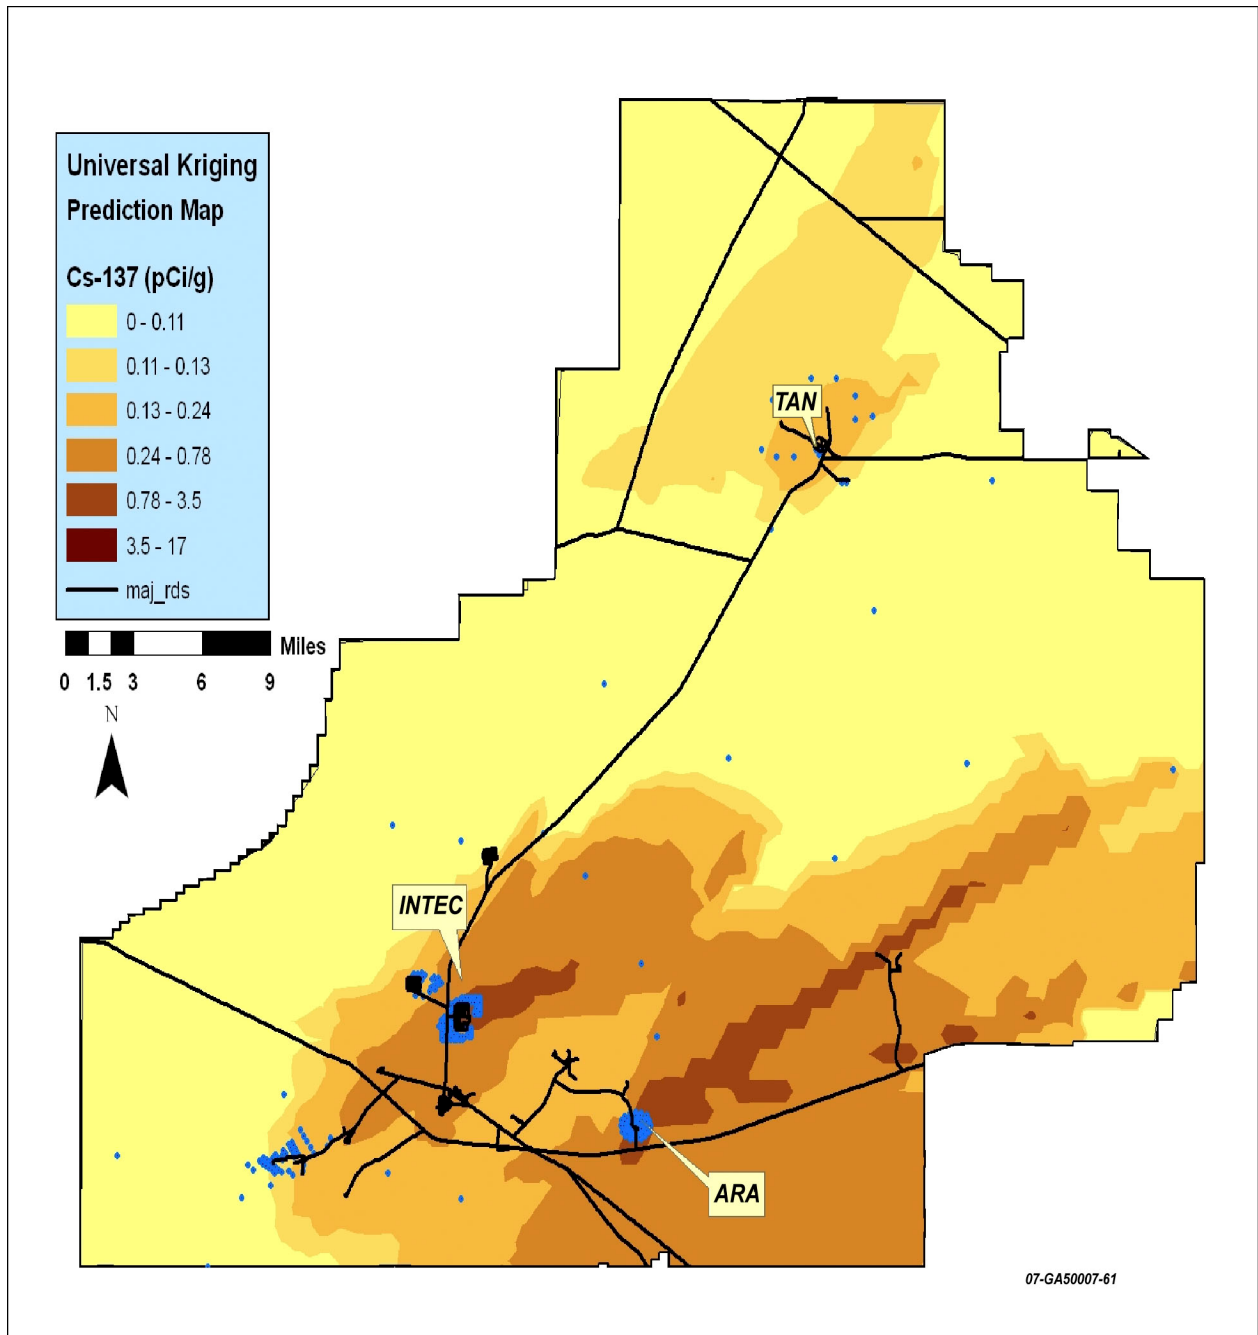 Universal Kriging
Prediction Map
Cs-137 (pCi/g)
0 - 0.11
0.11 - 0.13
0.13 - 0.24
0.24 - 0.78
0.78 - 3.5
3.5 - 17
maj_rds
Miles
0 1.5 3 6 9
N
TAN
INTEC
ARA
07-GA50007-61